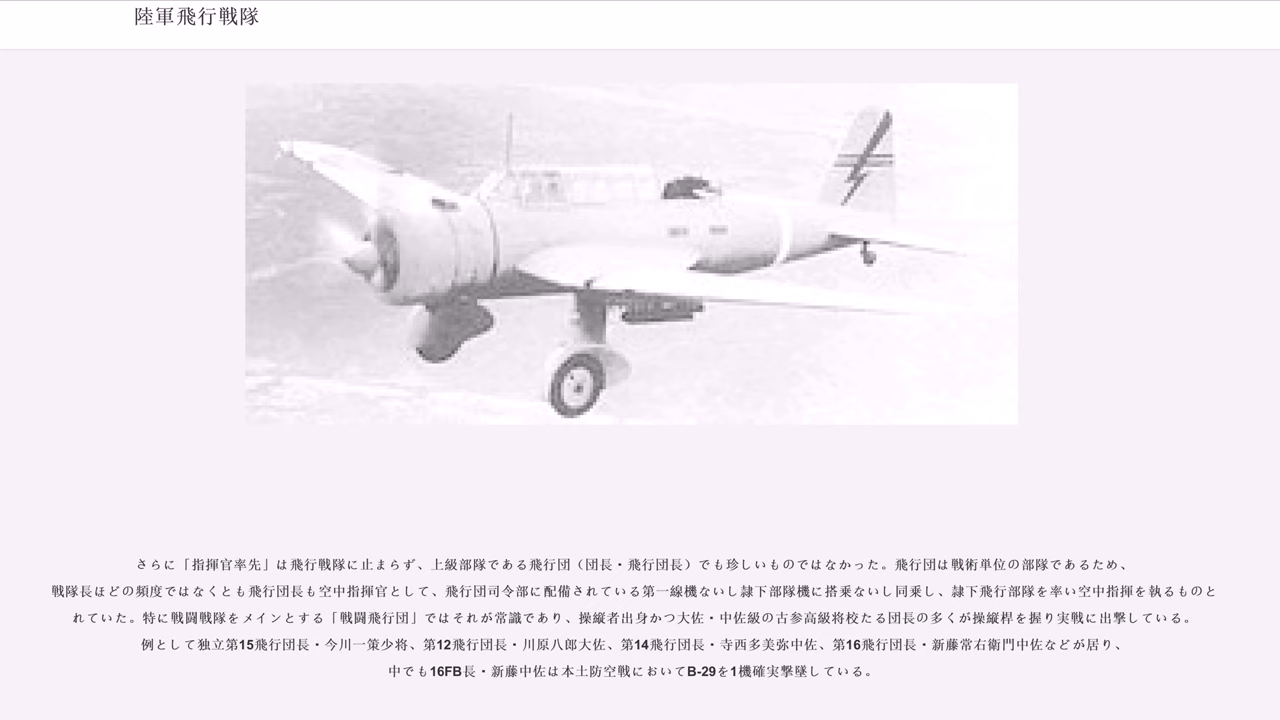 陸軍飛行戦隊
さらに「指揮官率先」は飛行戦隊に止まらず、上級部隊である飛行団（団長・飛行団長）でも珍しいものではなかった。飛行団は戦術単位の部隊であるため、
戦隊長ほどの頻度ではなくとも飛行団長も空中指揮官として、飛行団司令部に配備されている第一線機ないし隷下部隊機に搭乗ないし同乗し、隷下飛行部隊を率い空中指揮を執るものと
れていた。特に戦闘戦隊をメインとする「戦闘飛行団」ではそれが常識であり、操縦者出身かつ大佐・中佐級の古参高級将校たる団長の多くが操縦桿を握り実戦に出撃している。
例として独立第15飛行団長・今川一策少将、第12飛行団長・川原八郎大佐、第14飛行団長・寺西多美弥中佐、第16飛行団長・新藤常右衛門中佐などが居り、
中でも16FB長・新藤中佐は本土防空戦においてB-29を1機確実撃墜している。